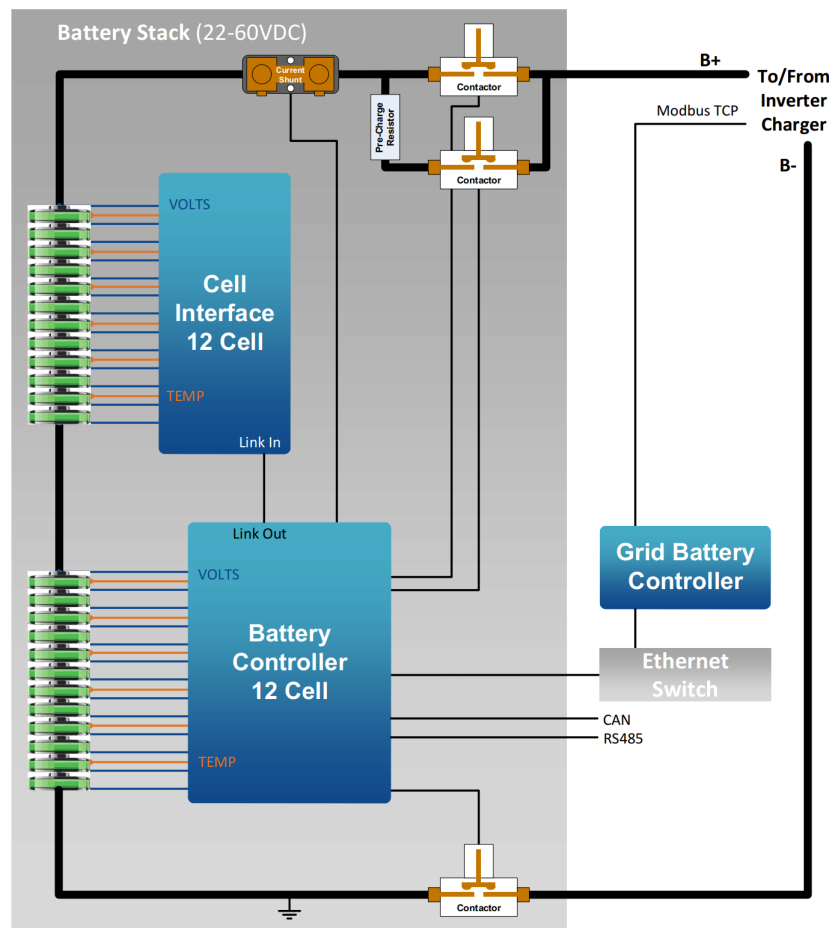 Battery Stack (22-60VDC)
Current
Shunt
Contactor
B+
To/From
Inverter
Charger
Modbus TCP
Pre-Charge
Resistor
Contactor
B-
VOLTS
Cell
Interface
12 Cell
TEMP
Link In
Link Out
VOLTS
Battery
Controller
12 Cell
TEMP
Grid Battery
Controller
Ethernet
Switch
CAN
RS485
Contactor